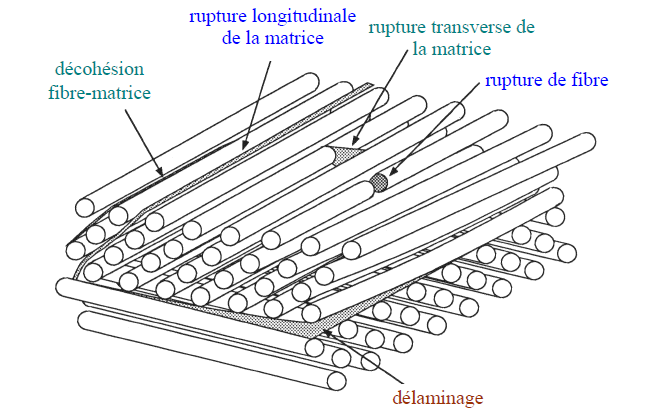 rupture longitudinale
de la matrice
rupture transverse de
la matrice
décohésion
fibre-matrice
rupture de fibre
délaminage